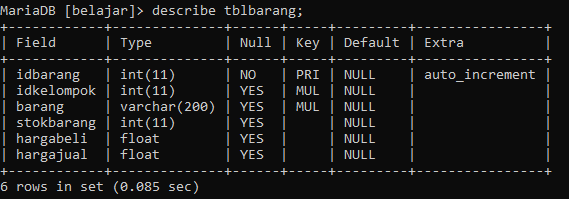 MariaDB [belajar]> describe tblbarang;
+------------+--------------+------+-----+---------+----------------+
| Field      | Type         | Null | Key | Default | Extra          |
+------------+--------------+------+-----+---------+----------------+
| idbarang   | int(11)      | NO   | PRI | NULL    | auto_increment |
| idkelompok | int(11)      | YES  | MUL | NULL    |                |
| barang     | varchar(200) | YES  | MUL | NULL    |                |
| stokbarang | int(11)      | YES  |     | NULL    |                |
| hargabeli  | float        | YES  |     | NULL    |                |
| hargajual  | float        | YES  |     | NULL    |                |
+------------+--------------+------+-----+---------+----------------+
6 rows in set (0.085 sec)